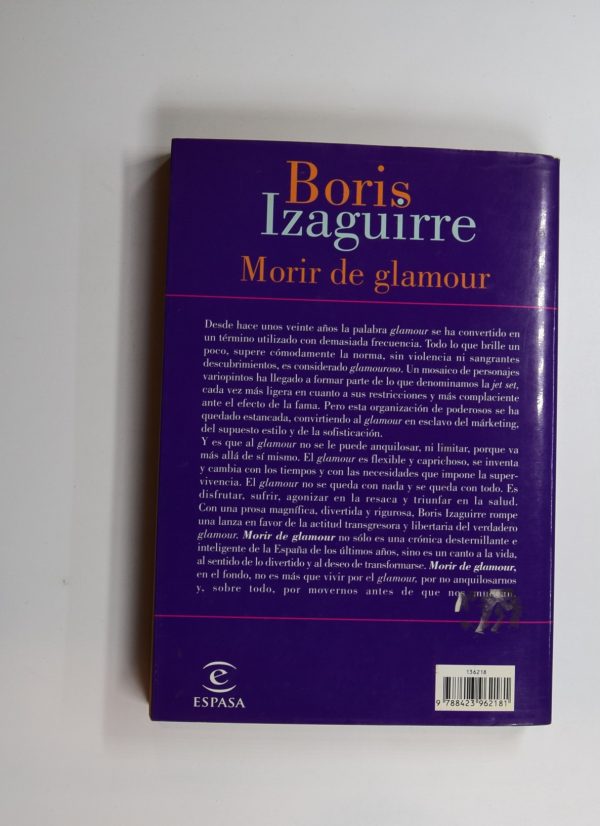 Boris
Izaguirre
Morir de glamour
Desde hace unos veinte años la palabra glamour se ha convertido en
un término utilizado con demasiada frecuencia. Todo lo que brille un
poco, supere cómodamente la norma, sin violencia ni sangrantes
descubrimientos, es considerado glamouroso. Un mosaico de personajes
variopintos ha llegado a formar parte de lo que denominamos la jet set,
cada vez más ligera en cuanto a sus restricciones y más complaciente
ante el efecto de la fama. Pero esta organización de poderosos se ha
quedado estancada, convirtiendo al glamour en esclavo del márketing,
del supuesto estilo y de la sofisticación.
Y es que al glamour no se le puede anquilosar, ni limitar, porque va
más allá de sí mismo. El glamour es flexible y caprichoso, se inventa
y cambia con los tiempos y con las necesidades que impone la super-
vivencia. El glamour no se queda con nada y se queda con todo. Es
disfrutar, sufrir, agonizar en la resaca y triunfar en la salud.
Con una prosa magnífica, divertida y rigurosa, Boris Izaguirre rompe
una lanza en favor de la actitud transgresora y libertaria del verdadero
glamour. Morir de glamour no sólo es una crónica desternillante e
inteligente de la España de los últimos años, sino es un canto a la vida,
al sentido de lo divertido y al deseo de transformarse. Morir de glamour,
en el fondo, no es más que vivir por el glamour, por no anquilosarnos
y, sobre todo, por movernos antes de que nos
e
ESPASA
136218
9 788423 962181